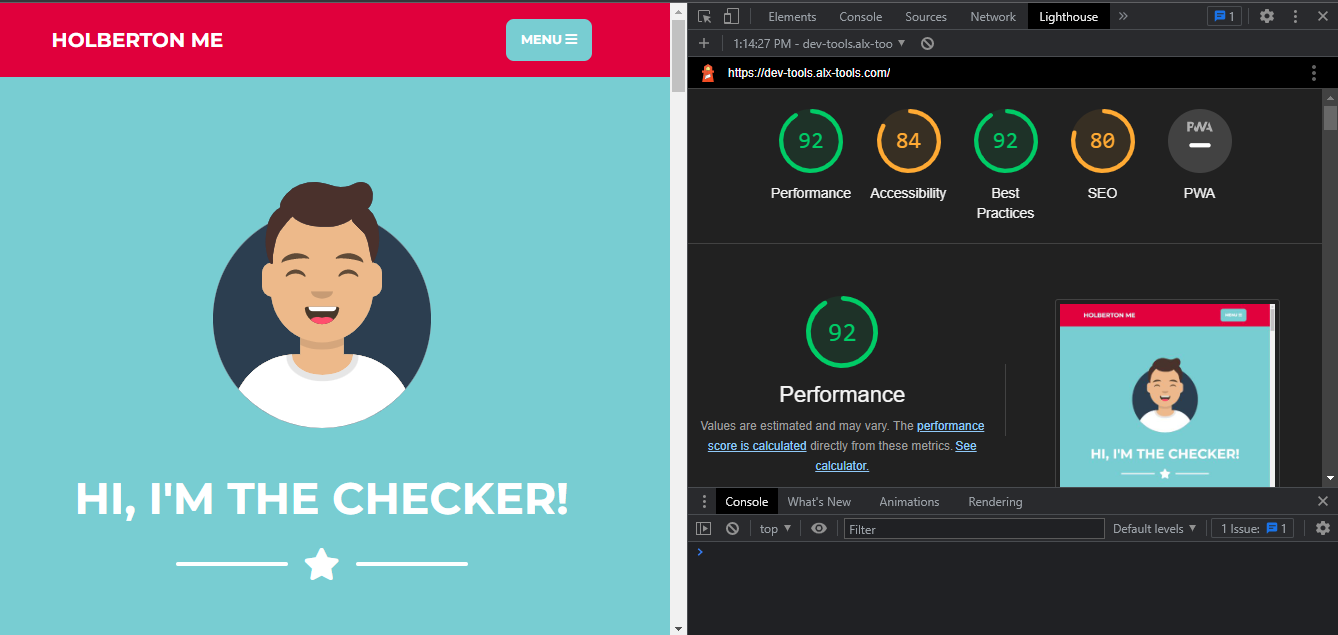 HOLBERTON ME
MENU
HI, I'M THE CHECKER!
Elements Console Sources Network Lighthouse 1
1:14:27 PM - dev-tools.alx-too
https://dev-tools.alx-tools.com/
92 84 92 80 PWA
Performance Accessibility Best Practices SEO PWA
92
Performance
Values are estimated and may vary. The performance
score is calculated directly from these metrics. See
calculator.
HOLBERTON ME MENU
HI, I'M THE CHECKER!
Console What's New Animations Rendering
top Filter Default levels 1 Issue: 1